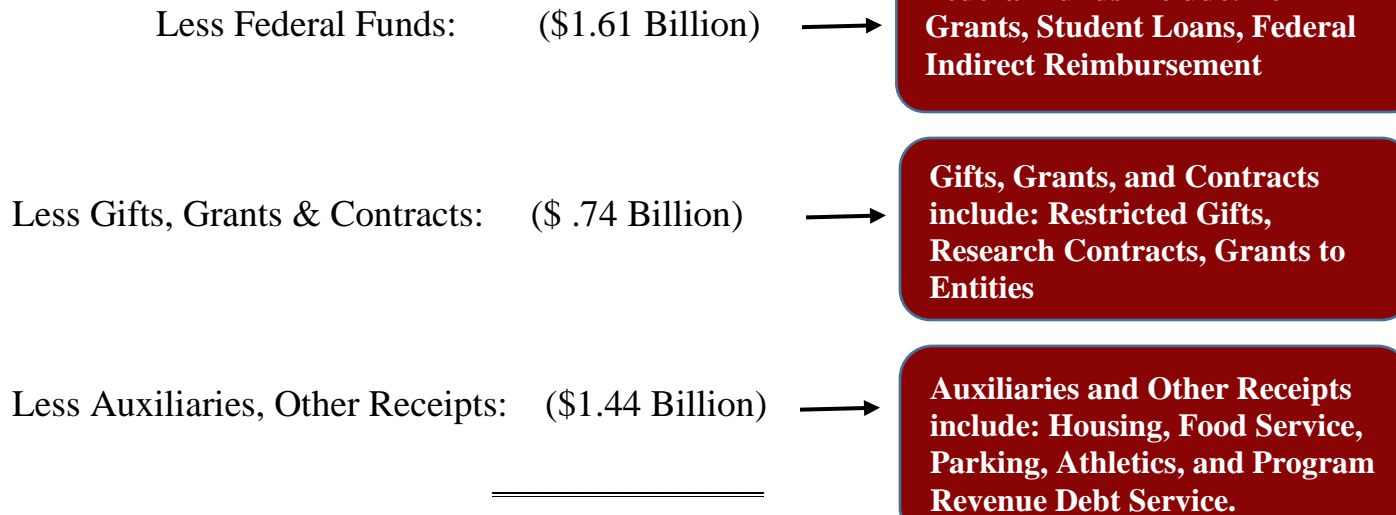 Less Federal Funds: ($1.61 Billion)
Grants, Student Loans, Federal
Indirect Reimbursement
Less Gifts, Grants & Contracts: ($ .74 Billion)
Gifts, Grants, and Contracts
include: Restricted Gifts,
Research Contracts, Grants to
Entities
Less Auxiliaries, Other Receipts: ($1.44 Billion)
Auxiliaries and Other Receipts
include: Housing, Food Service,
Parking, Athletics, and Program
Revenue Debt Service.